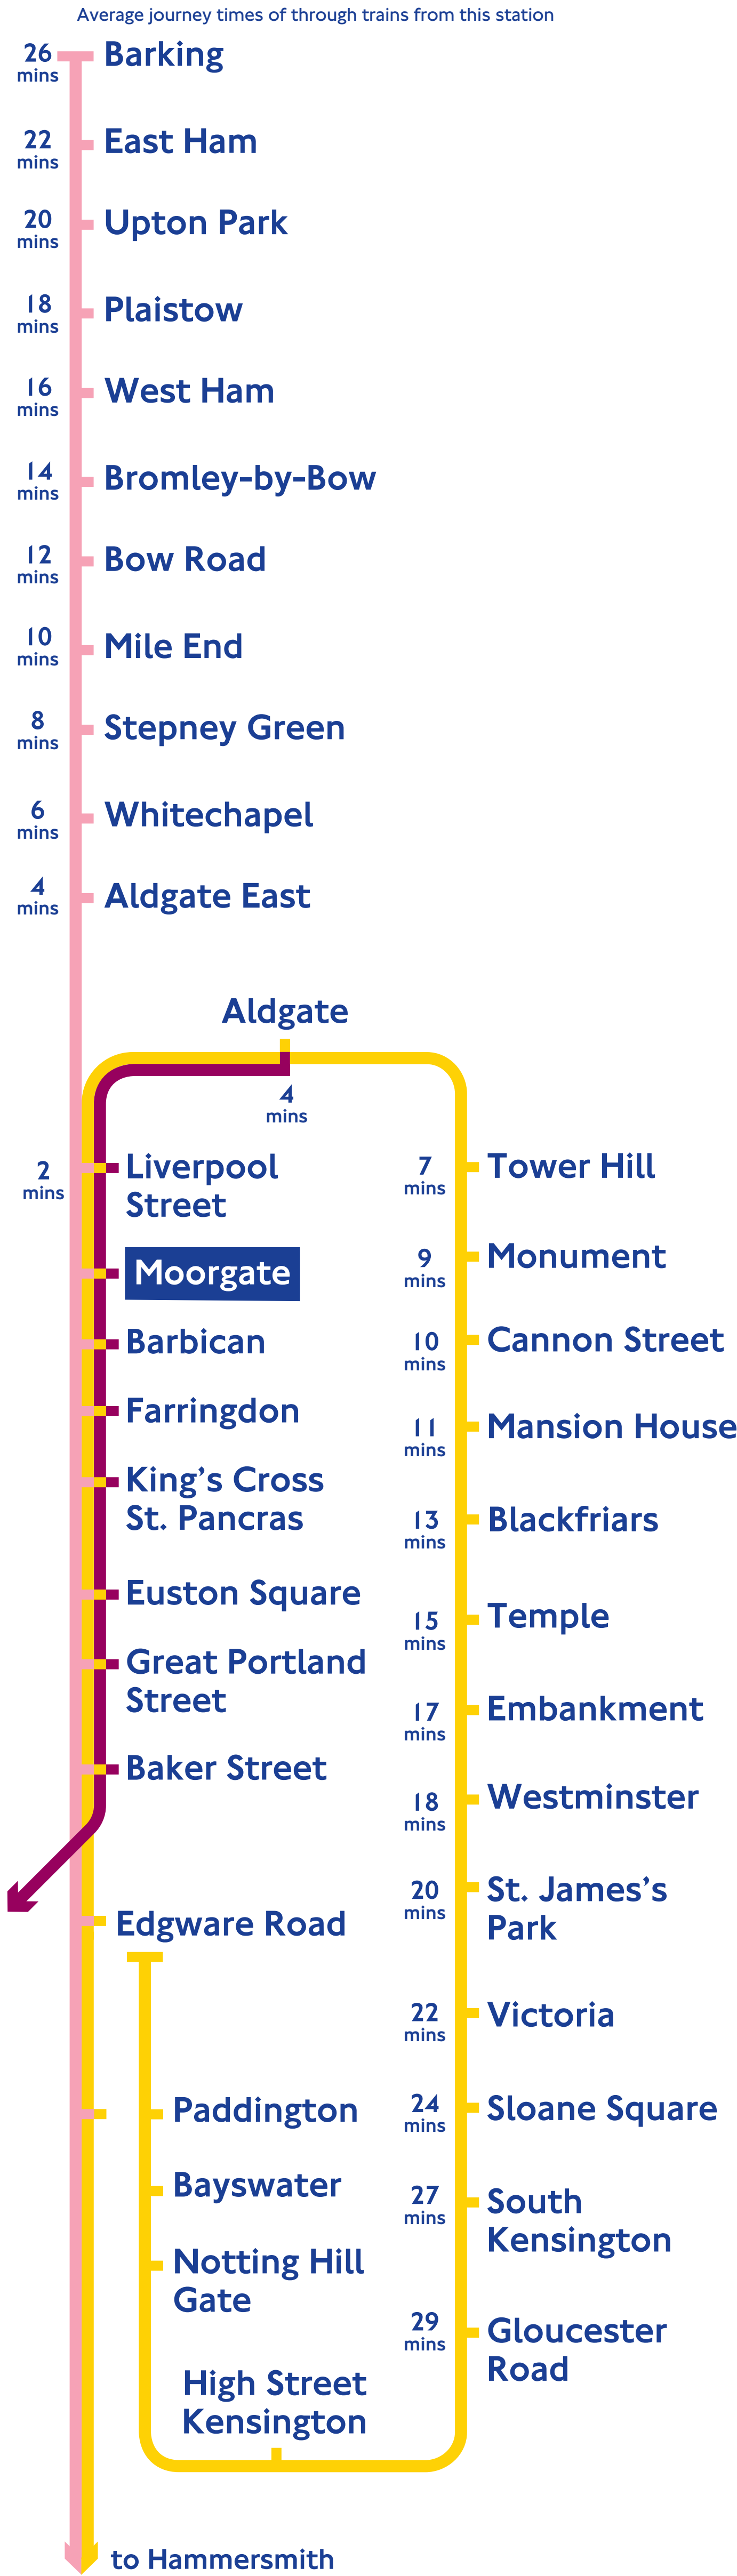 Average journey times of through trains from this station
26
mins
Barking
22
mins
East Ham
20
mins
Upton Park
18
mins
Plaistow
16
mins
West Ham
14
mins
Bromley-by-Bow
12
mins
Bow Road
10
mins
Mile End
8
mins
Stepney Green
6
mins
Whitechapel
4
mins
Aldgate East
Aldgate
4
mins
2
mins
Liverpool
Street
Moorgate
Barbican
Farringdon
King's Cross
St. Pancras
Euston Square
Great Portland
Street
Baker Street
Edgware Road
Paddington
Bayswater
Notting Hill
Gate
High Street
Kensington
7
mins
Tower Hill
9
mins
Monument
10
mins
Cannon Street
11
mins
Mansion House
13
mins
Blackfriars
15
mins
Temple
17
mins
Embankment
18
mins
Westminster
20
mins
St. James's
Park
22
mins
Victoria
24
mins
Sloane Square
27
mins
South
Kensington
29
mins
Gloucester
Road
to Hammersmith